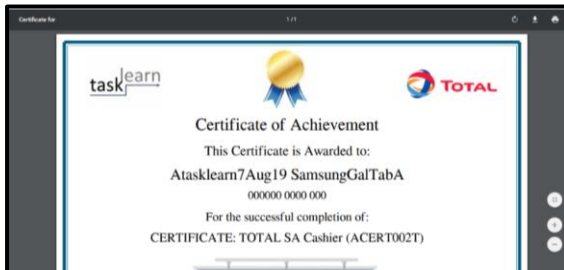 Certificate for
1 / 1
task learn
TOTAL
Certificate of Achievement
This Certificate is Awarded to:
Atasklearn7Aug19 SamsungGalTabA
000000 0000 000
For the successful completion of:
CERTIFICATE: TOTAL SA Cashier (ACERT002T)